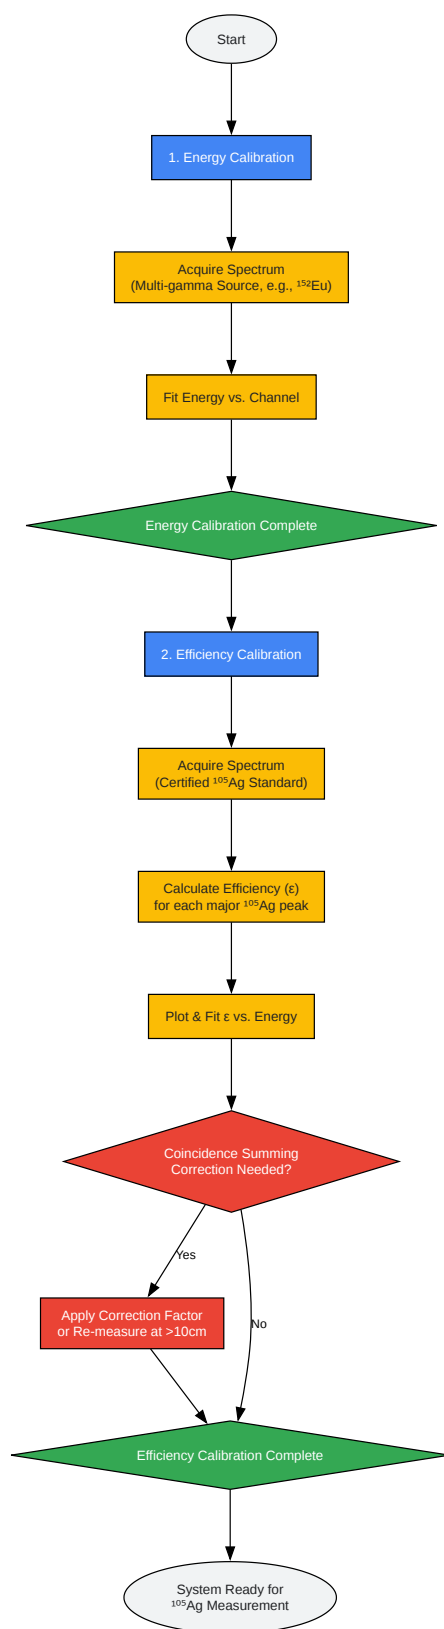 Start
1. Energy Calibration
Acquire Spectrum
(Multi-gamma Source, e.g., ¹⁵²Eu)
Fit Energy vs. Channel
Energy Calibration Complete
2. Efficiency Calibration
Acquire Spectrum
(Certified ¹⁰⁵Ag Standard)
Calculate Efficiency (ε)
for each major ¹⁰⁵Ag peak
Plot & Fit ε vs. Energy
Coincidence Summing
Correction Needed?
Yes
Apply Correction Factor
or Re-measure at >10cm
No
Efficiency Calibration Complete
System Ready for
¹⁰⁵Ag Measurement